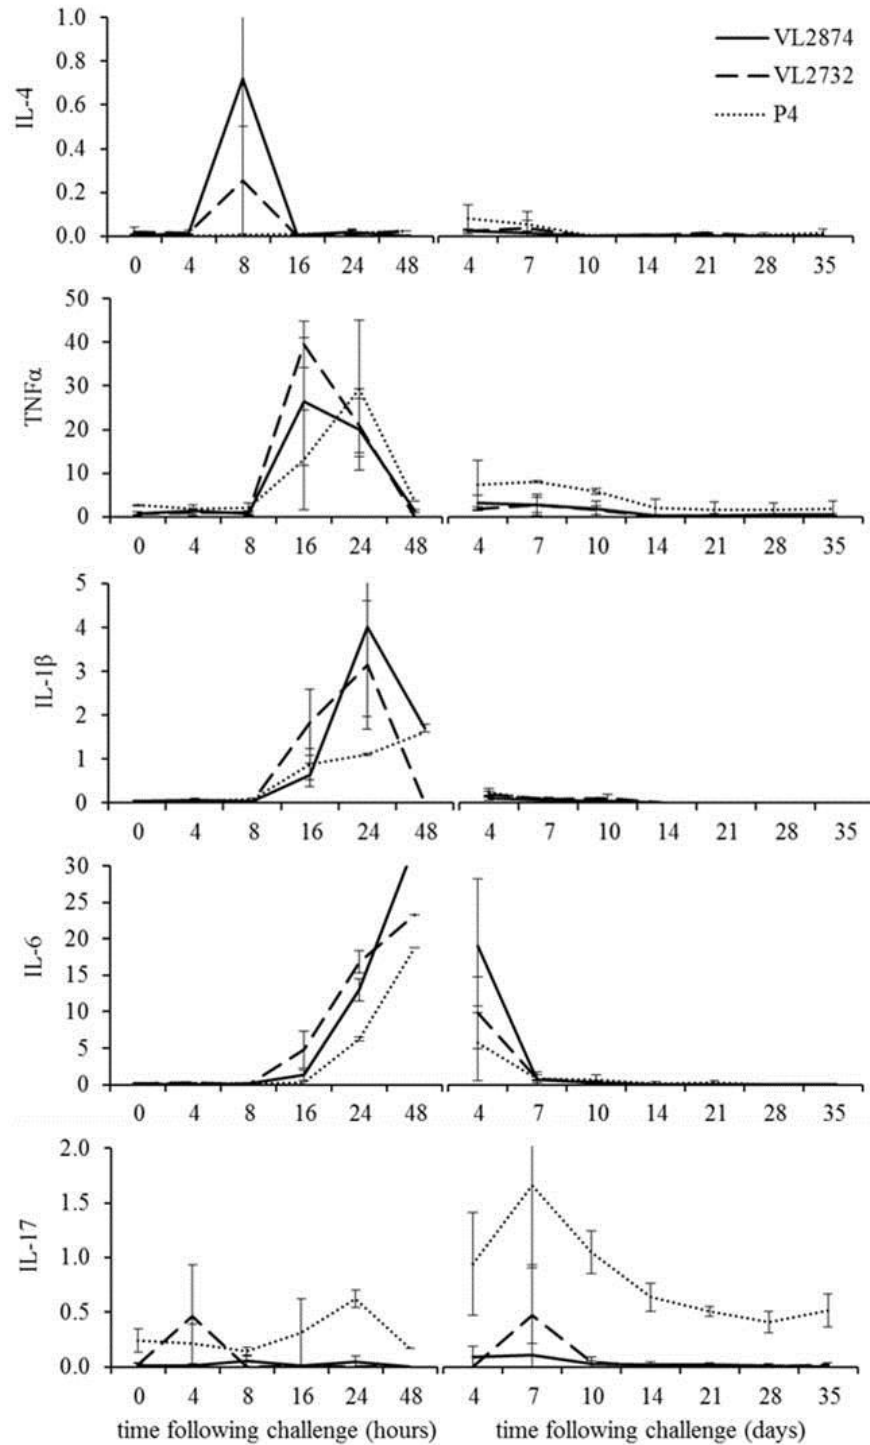 IL-4
1.0
0.8
0.6
0.4
0.2
0.0
VL2874
VL2732
P4
0 4 8 16 24 48 4 7 10 14 21 28 35
TNFα
50
40
30
20
10
0
0 4 8 16 24 48 4 7 10 14 21 28 35
IL-1β
5
4
3
2
1
0
0 4 8 16 24 48 4 7 10 14 21 28 35
IL-6
30
25
20
15
10
5
0
0 4 8 16 24 48 4 7 10 14 21 28 35
IL-17
2.0
1.5
1.0
0.5
0.0
0 4 8 16 24 48 4 7 10 14 21 28 35
time following challenge (hours) time following challenge (days)